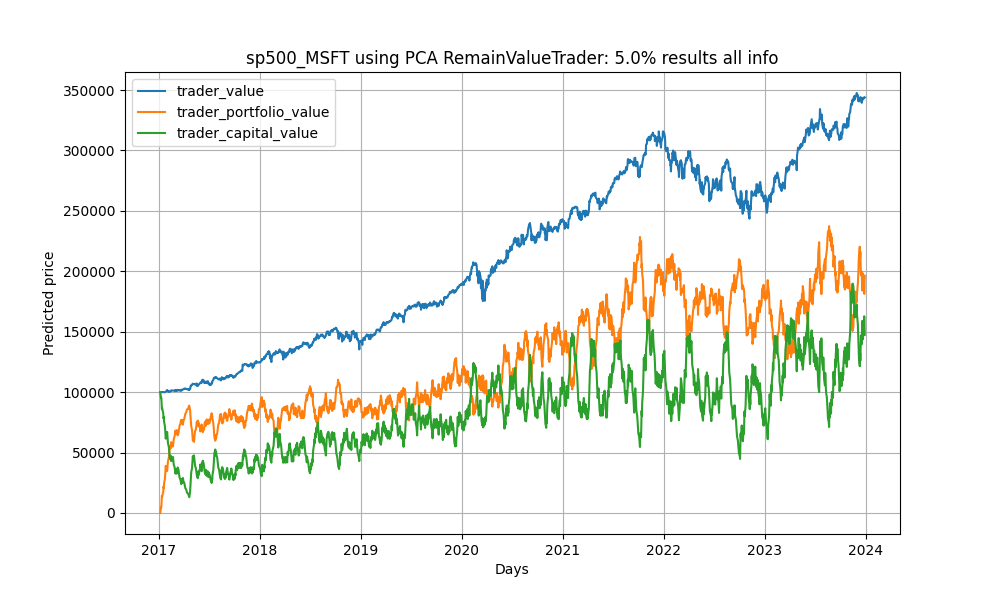 sp500_MSFT using PCA RemainValueTrader: 5.0% results all info
trader_value
trader_portfolio_value
trader_capital_value
Predicted price
350000
300000
250000
200000
150000
100000
50000
0
2017 2018 2019 2020 2021 2022 2023 2024
Days